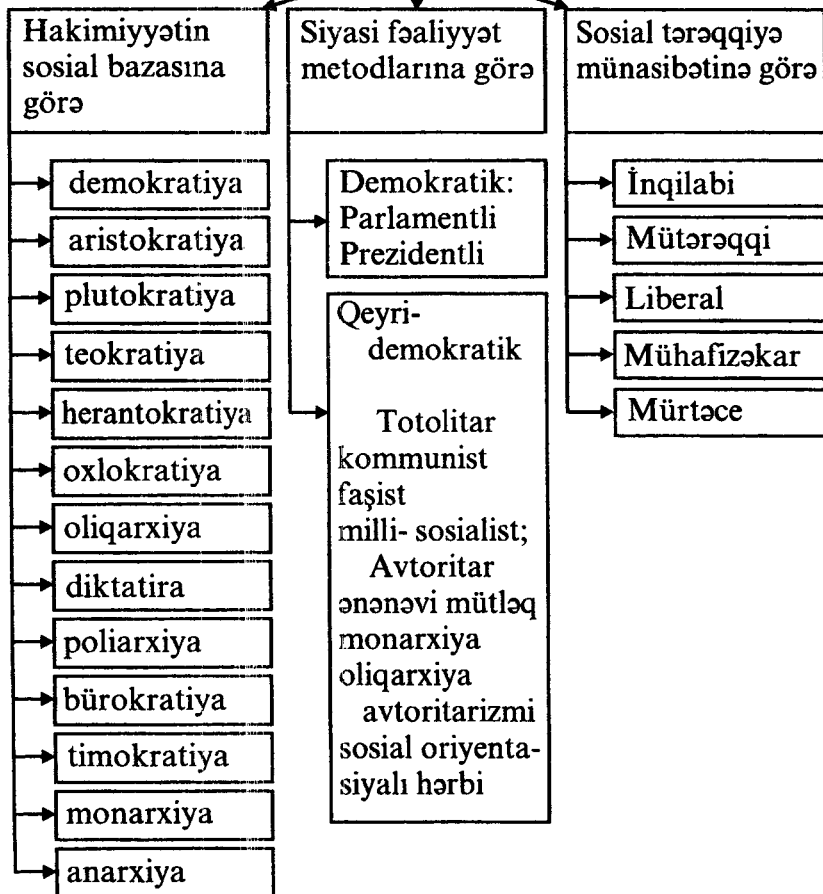 Hakimiyyətin
sosial bazasına
görə
demokratiya
aristokratiya
plutokratiya
teokratiya
herantokratiya
oxlokratiya
oliqarxiya
diktatira
poliarxiya
bürokratiya
timokratiya
monarxiya
anarxiya
Siyasi fəaliyyət
metodlarına görə
Demokratik:
Parlamentli
Prezidentli
Qeyri-
demokratik
Totolitar
kommunist
faşist
milli- sosialist;
Avtoritar
ənənəvi mütləq
monarxiya
oliqarxiya
avtoritarizmi
sosial oriyenta-
siyalı hərbi
Sosial tərəqqiyə
münasibətinə görə
İnqilabi
Mütərəqqi
Liberal
Mühafizəkar
Mürtəce